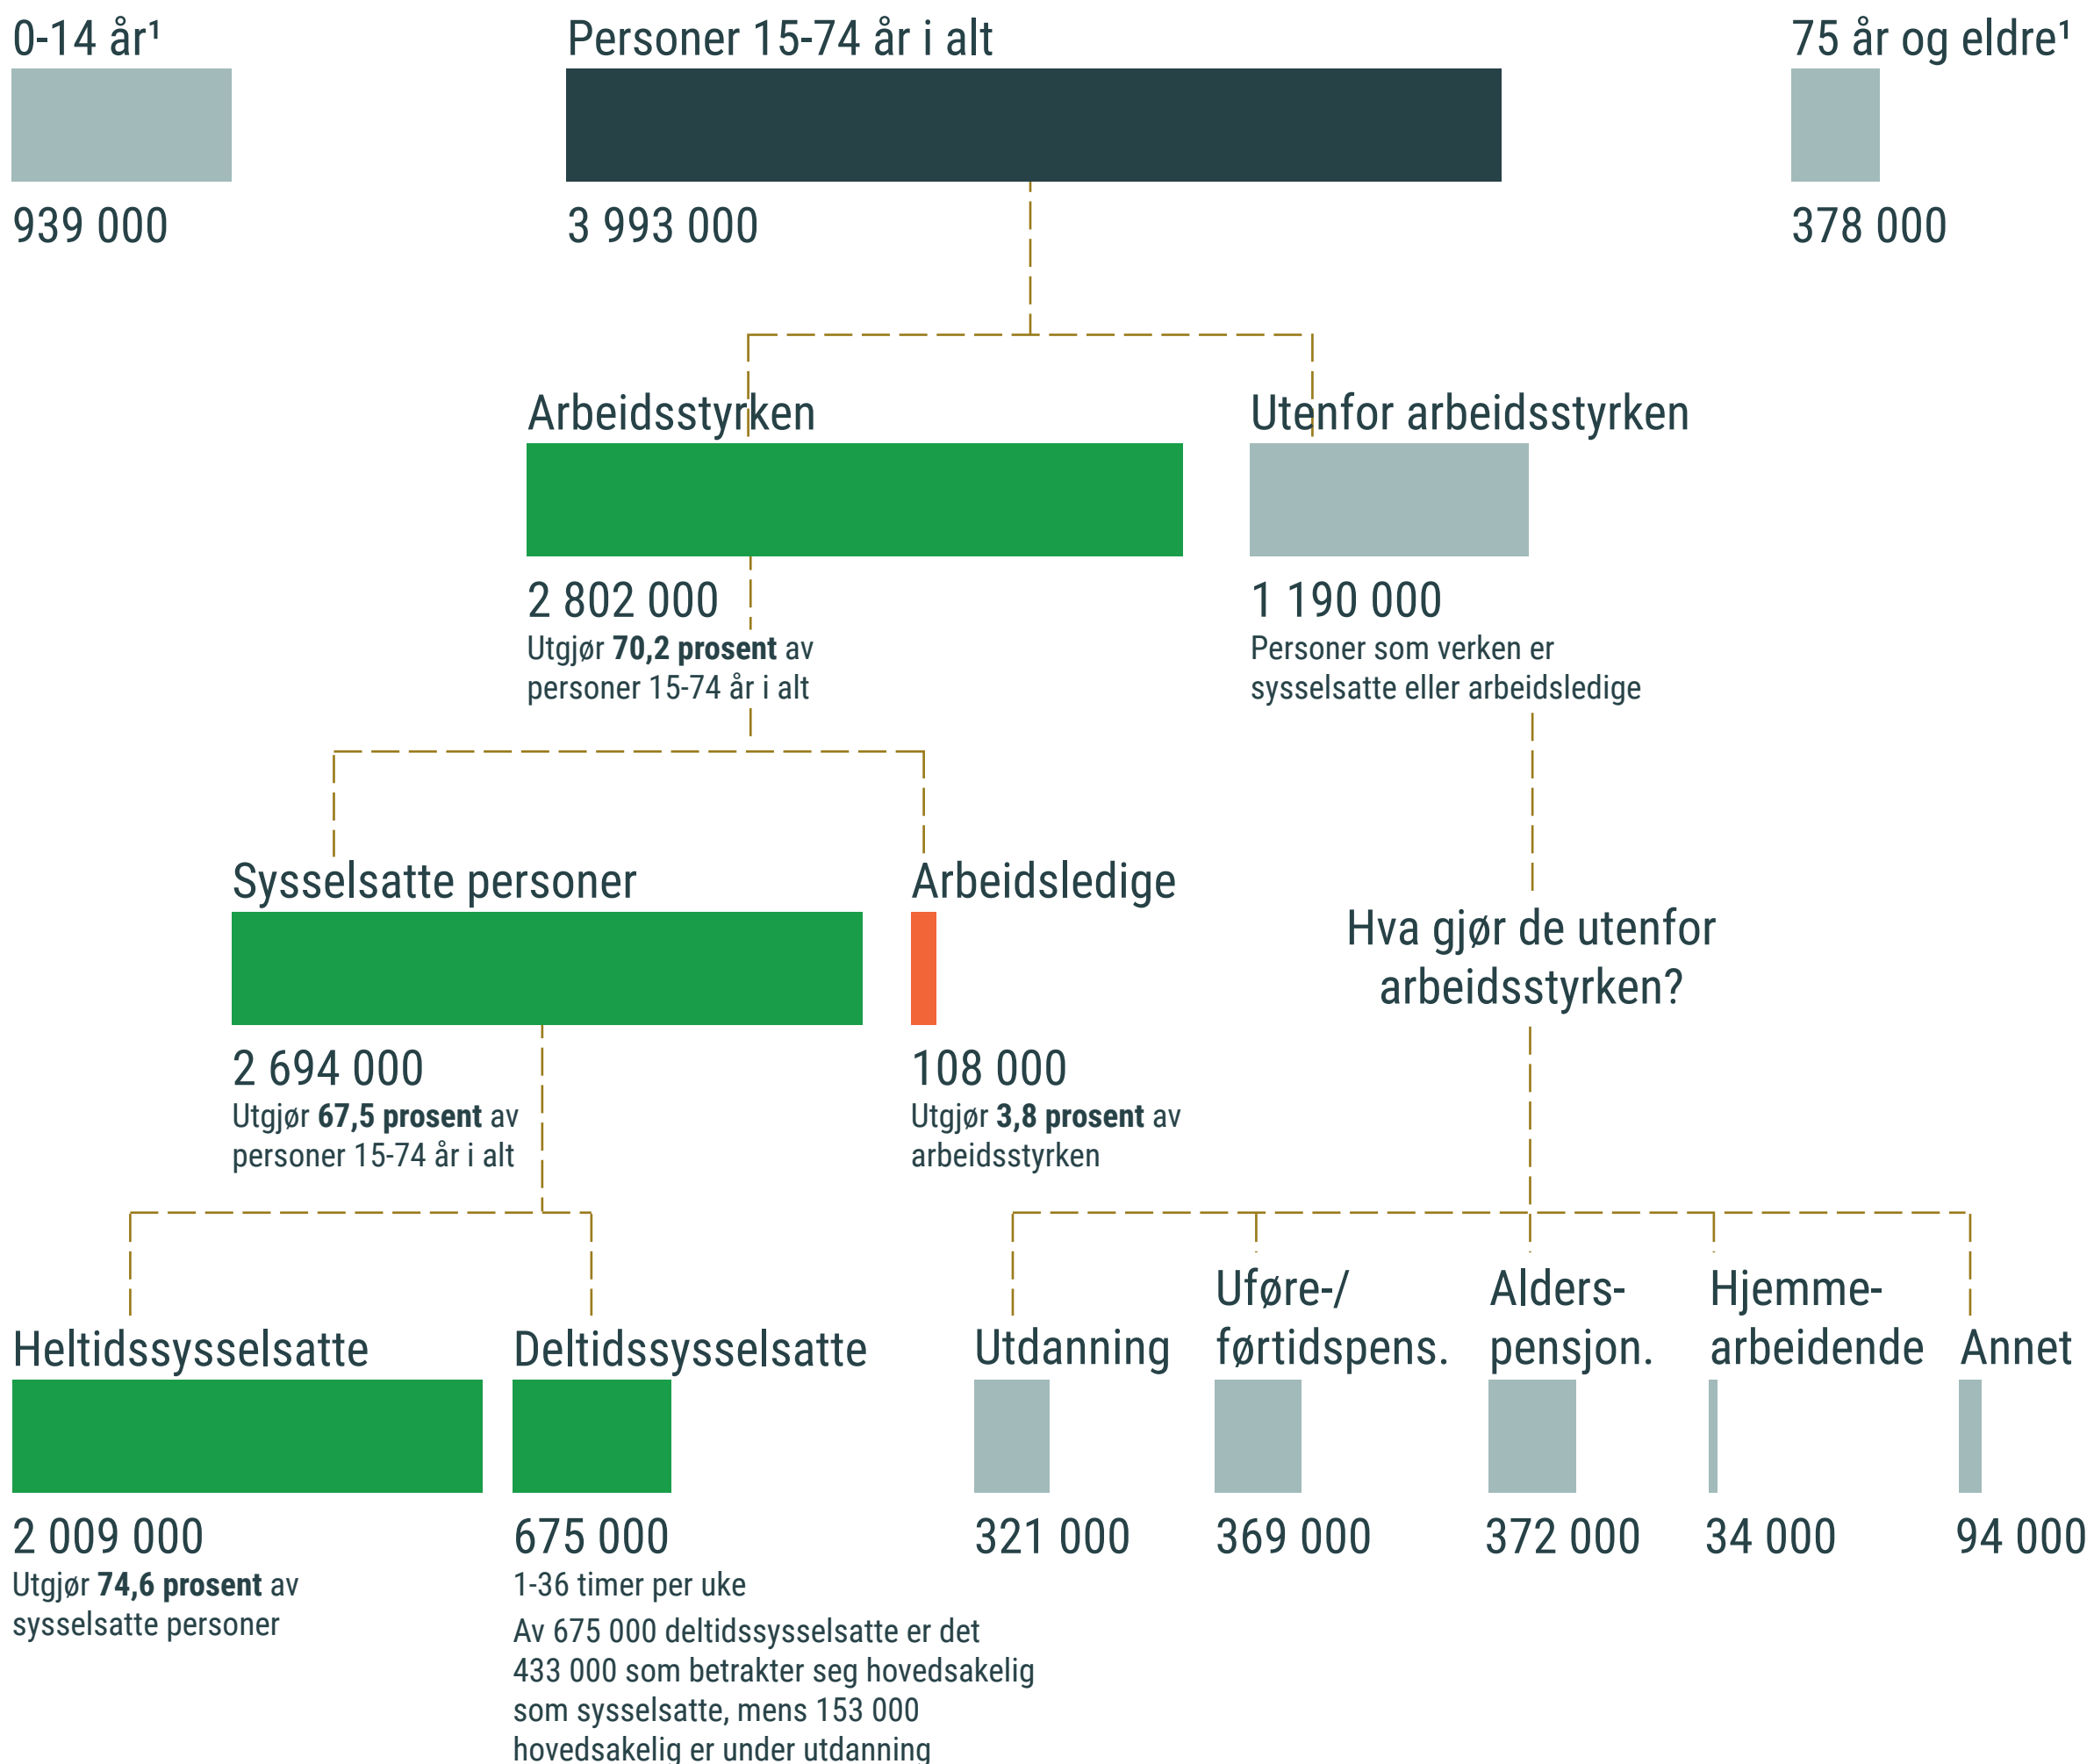 0-14 år¹
939 000
Personer 15-74 år i alt
3 993 000
75 år og eldre¹
378 000
Arbeidsstyrken
2 802 000
Utgjør 70,2 prosent av
personer 15-74 år i alt
Utenfor arbeidsstyrken
1 190 000
Personer som verken er
sysselsatte eller arbeidsledige
Sysselsatte personer
2 694 000
Utgjør 67,5 prosent av
personer 15-74 år i alt
Arbeidsledige
108 000
Utgjør 3,8 prosent av
arbeidsstyrken
Hva gjør de utenfor
arbeidsstyrken?
Heltidssysselsatte
2 009 000
Utgjør 74,6 prosent av
sysselsatte personer
Deltidssysselsatte
675 000
1-36 timer per uke
Av 675 000 deltidssysselsatte er det
433 000 som betrakter seg hovedsakelig
som sysselsatte, mens 153 000
hovedsakelig er under utdanning
Utdanning
321 000
Uføre-/
førtidspens.
369 000
Alders-
pensjon.
372 000
Hjemme-
arbeidende
34 000
Annet
94 000